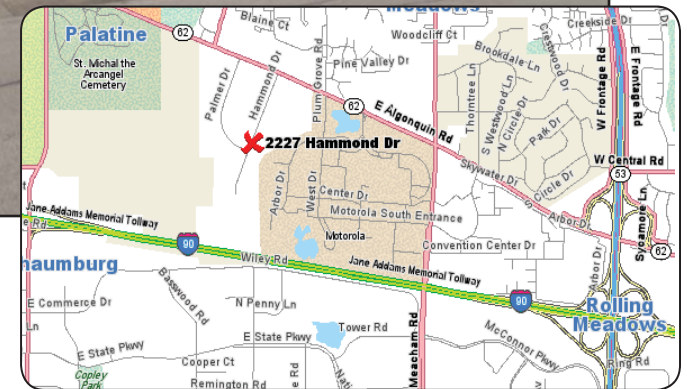 Meadows
Blaine Ct
Creekside Dr
Palatine
62
Woodcliff Ct
St. Michal the
Arcangel
Cemetery
Palmer Dr
Hammond Dr
Plum Grove Rd
Pine Valley Dr
Brookdale Ln
Crestwood Dr
W Frontage Rd
E Frontage Rd
Thorntree Ln
S Westwood Ln
N Circle Dr
Park Dr
62
E Algonquin Rd
2227 Hammond Dr
W Central Rd
53
Skywater Dr
S Circle Dr
Arbor Dr
West Dr
Center Dr
Motorola South Entrance
Arbor Dr
Sycamore Ln
Jane Addams Memorial Tollway
e Rd
90
Motorola
Convention Center Dr
Arbor Dr
62
haumburg
Wiley Rd
Jane Addams Memorial Tollway
90
Basswood Rd
E Commerce Dr
N Penny Ln
Rolling
Meadows
Ln
Tower Rd
Meacham Rd
McConnor Pkwy
E State Pkwy
E State Pkwy
Cooper Ct
Ring Rd
Copley
Park
Remington Rd
e Rd